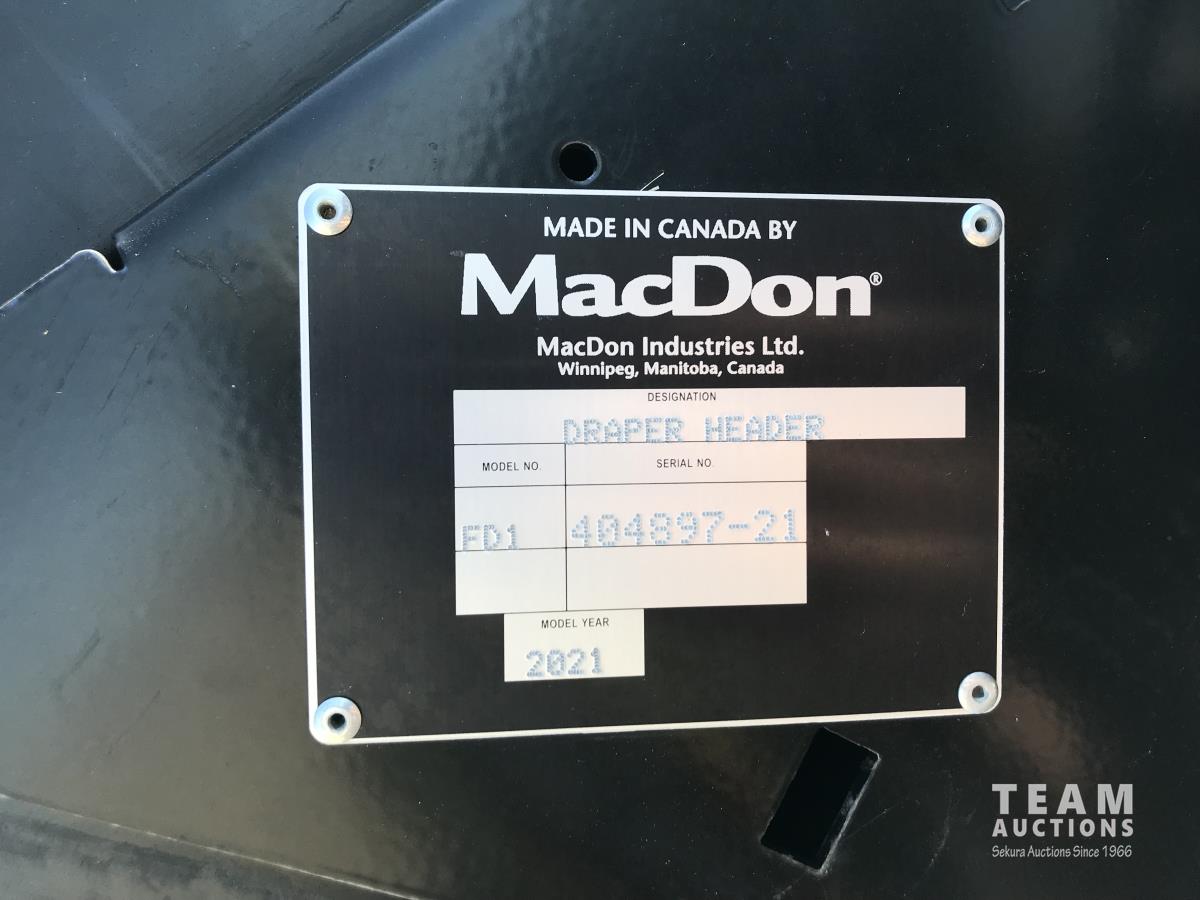 MADE IN CANADA BY
MacDon®
MacDon Industries Ltd.
Winnipeg, Manitoba, Canada
DESIGNATION
DRAPER HEADER
MODEL NO. SERIAL NO.
FD1 404897-21
MODEL YEAR
2021
TEAM
AUCTIONS
Sekura Auctions Since 1966